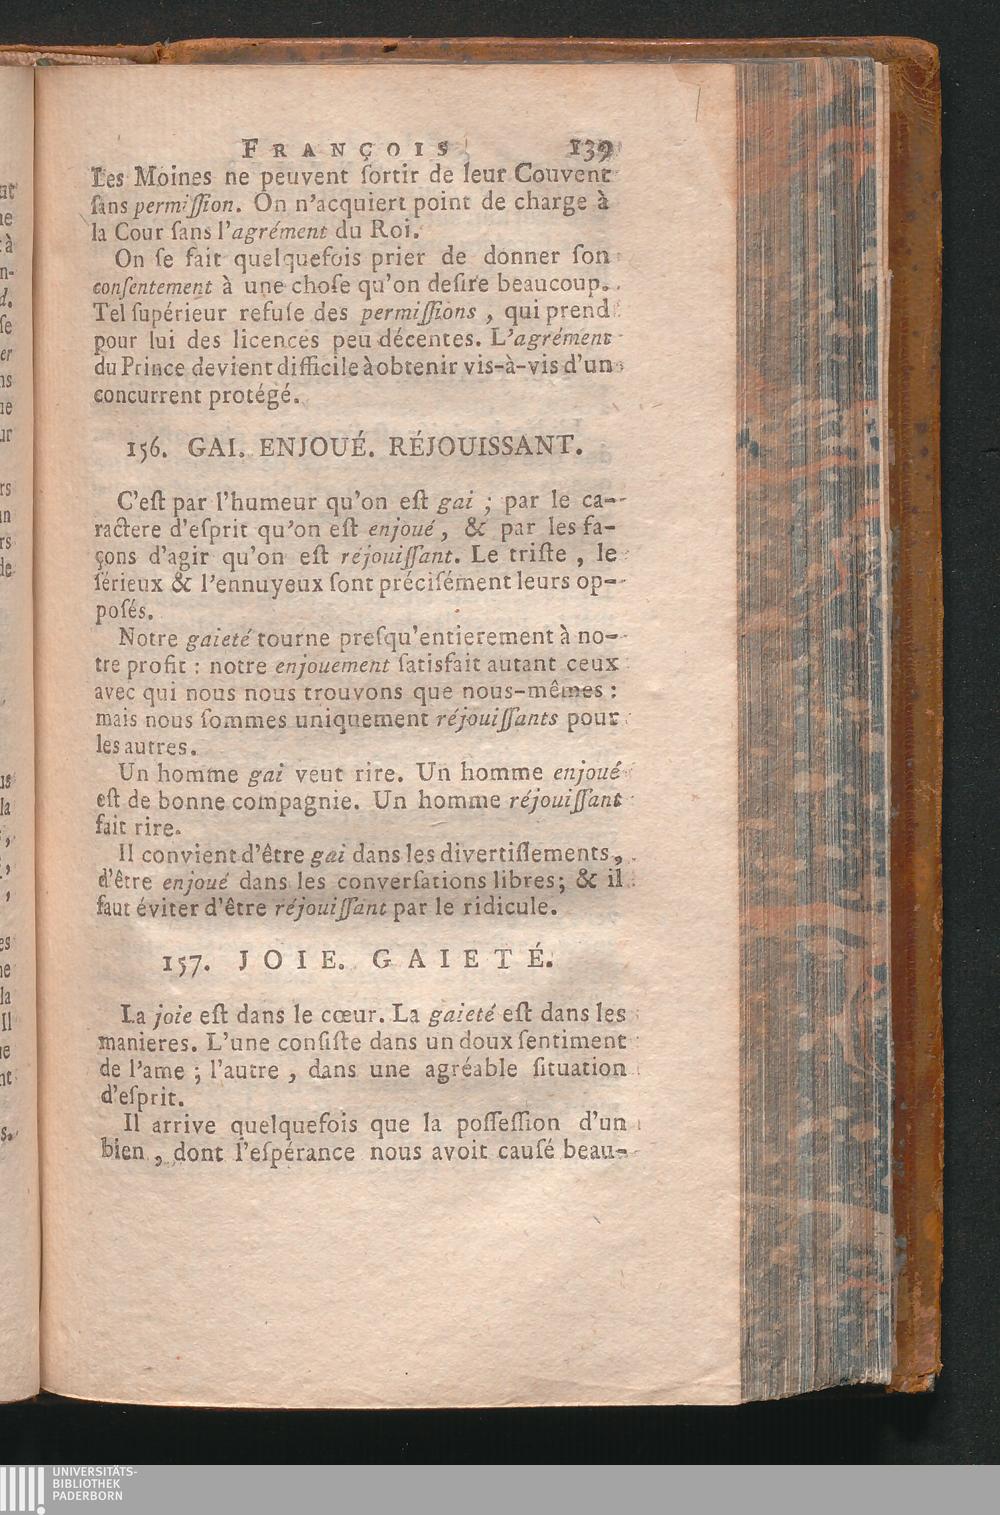 FRANÇOIS. 139
Les Moines ne peuvent ſortir de leur Couvent
ſans permiſſion. On n'acquiert point de charge à
la Cour ſans l'agrément du Roi.
On ſe fait quelquefois prier de donner ſon
conſentement à une choſe qu'on deſire beaucoup.
Tel ſupérieur refuſe des permiſſions , qui prend
pour lui des licences peu décentes. L'agrément
du Prince devient difficile à obtenir vis-à-vis d'un
concurrent protégé.
156. GAI. ENJOUÉ. RÉJOUISSANT.
C'eſt par l'humeur qu'on eſt gai ; par le ca-
ractere d'eſprit qu'on eſt enjoué, & par les fa-
çons d'agir qu'on eſt réjouiſſant. Le triſte , le
ſérieux & l'ennuyeux ſont préciſément leurs op-
poſés.
Notre gaieté tourne preſqu'entierement à no-
tre profit : notre enjouement ſatisfait autant ceux
avec qui nous nous trouvons que nous-mêmes :
mais nous ſommes uniquement réjouiſſants pour
les autres.
Un homme gai veut rire. Un homme enjoué
eſt de bonne compagnie. Un homme réjouiſſant
fait rire.
Il convient d'être gai dans les divertiſſements,
d'être enjoué dans les converſations libres; & il
faut éviter d'être réjouiſſant par le ridicule.
157. JOIE. GAIETÉ.
La joie eſt dans le cœur. La gaieté eſt dans les
manieres. L'une conſiſte dans un doux ſentiment
de l'ame ; l'autre , dans une agréable ſituation
d'eſprit.
Il arrive quelquefois que la poſſeſſion d'un
bien , dont l'eſpérance nous avoit cauſé beau-
UNIVERSITÄTS-
BIBLIOTHEK
PADERBORN